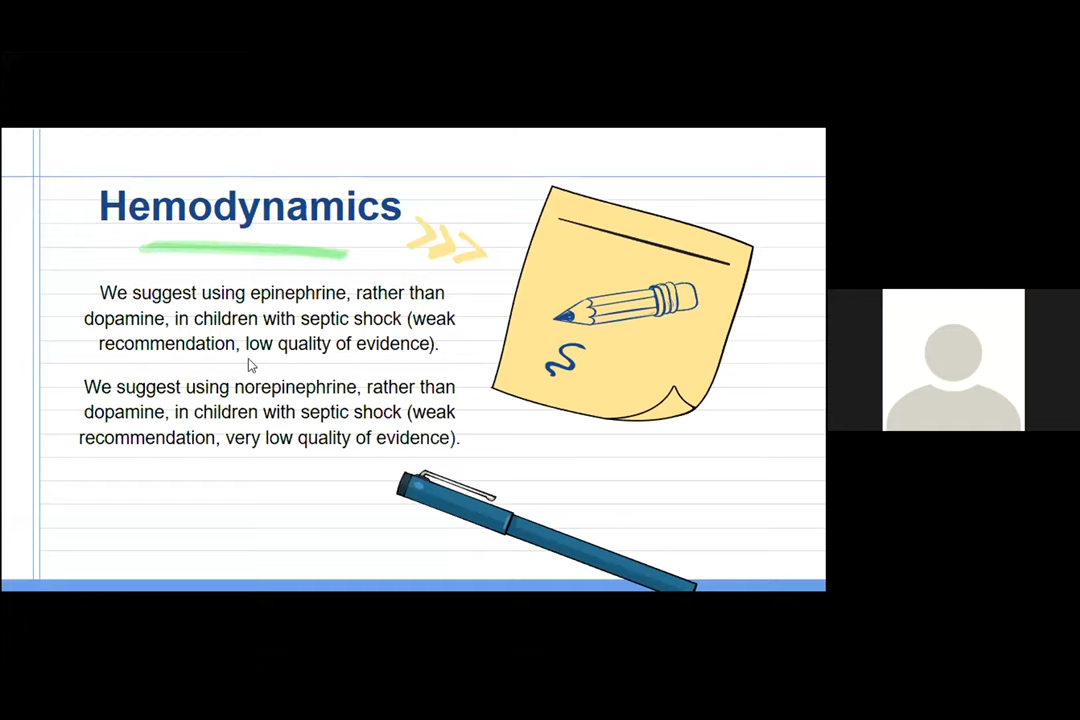 Hemodynamics
We suggest using epinephrine, rather than
dopamine, in children with septic shock (weak
recommendation, low quality of evidence).
We suggest using norepinephrine, rather than
dopamine, in children with septic shock (weak
recommendation, very low quality of evidence).